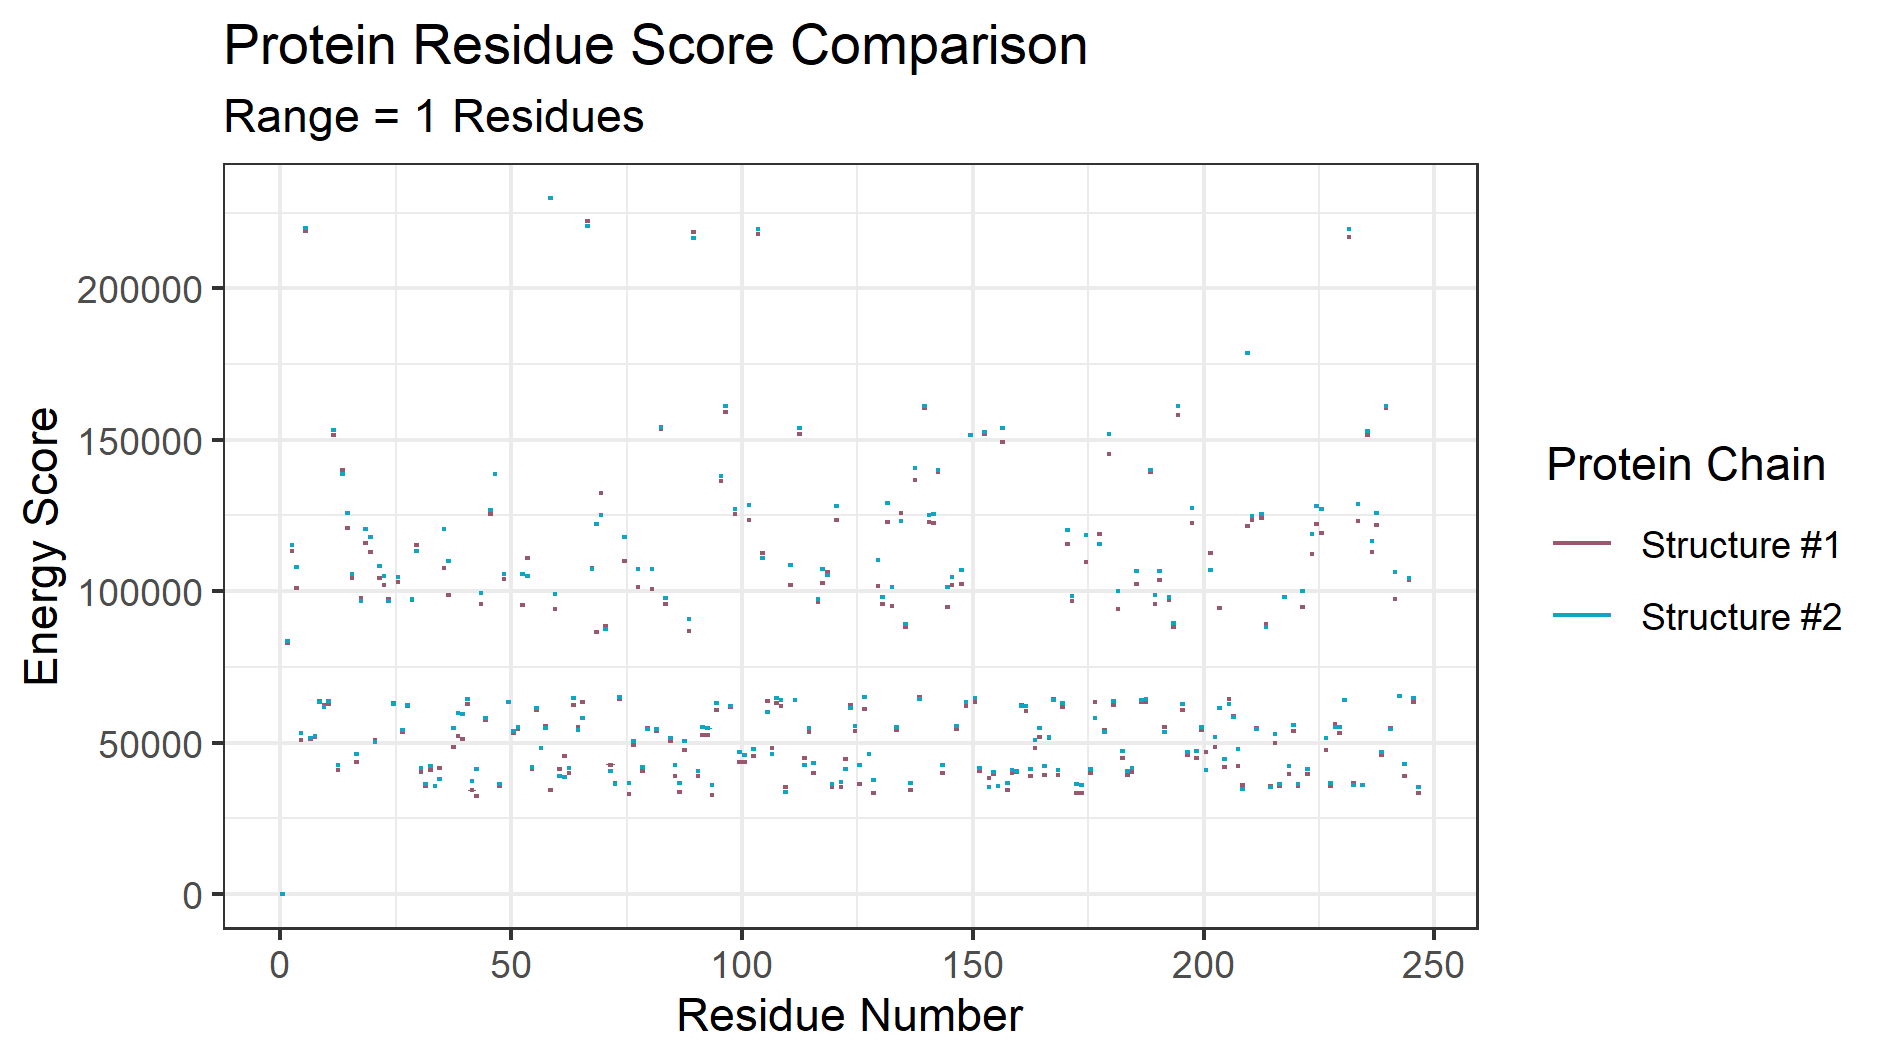 Protein Residue Score Comparison
Range = 1 Residues
Energy Score
200000
150000
100000
50000
0
0 50 100 150 200 250
Residue Number
Protein Chain
Structure #1
Structure #2